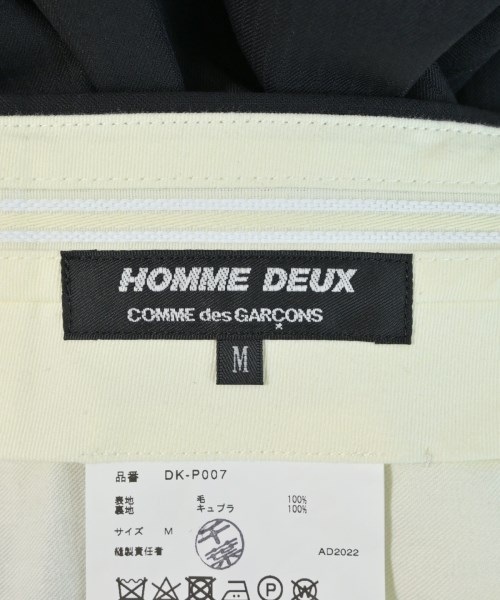 HOMME DEUX
COMME des GARÇONS
M
品番 DK-P007
表地 毛 100%
裏地 キュプラ 100%
サイズ M
千葉
縫製責任者 AD2022